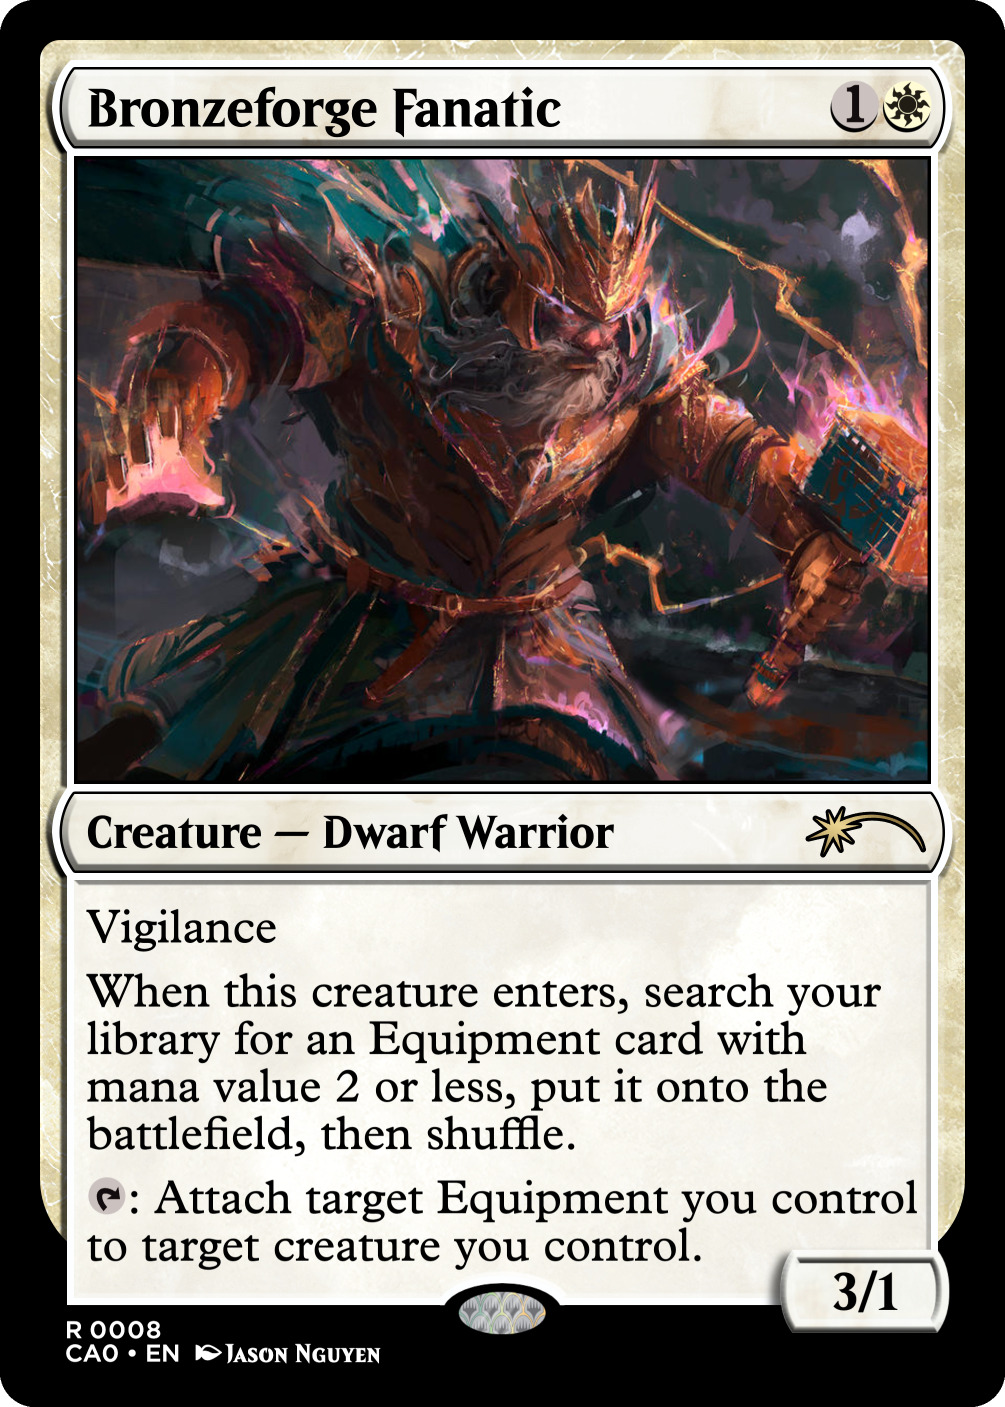 Bronzeforge Fanatic 1
Creature — Dwarf Warrior
Vigilance
When this creature enters, search your
library for an Equipment card with
mana value 2 or less, put it onto the
battlefield, then shuffle.
: Attach target Equipment you control
to target creature you control.
3/1
R 0008
CAO • EN JASON NGUYEN